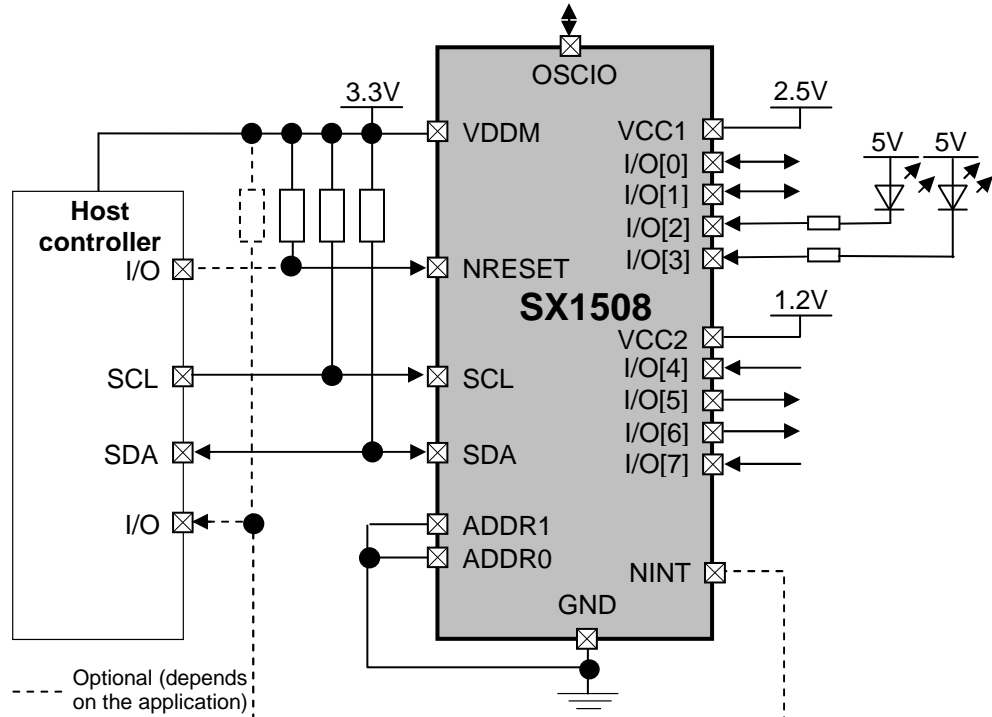 OSCIO
3.3V
2.5V
VDDM
VCC1
5V
5V
I/O[0]
I/O[1]
Host
controller
I/O[2]
I/O[3]
I/O
NRESET
SX1508
1.2V
VCC2
I/O[4]
SCL
SCL
I/O[5]
I/O[6]
SDA
SDA
I/O[7]
I/O
ADDR1
ADDR0
NINT
GND
Optional (depends
on the application)